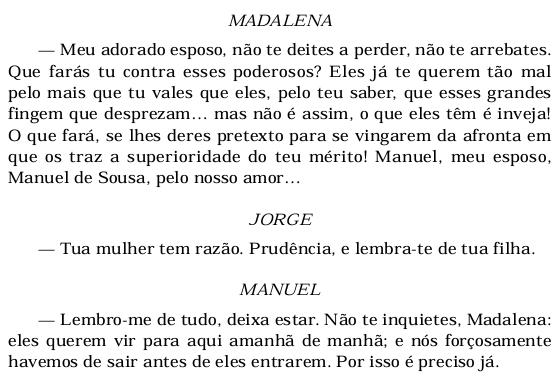 MADALENA
— Meu adorado esposo, não te deites a perder, não te arrebates.
Que farás tu contra esses poderosos? Eles já te querem tão mal
pelo mais que tu vales que eles, pelo teu saber, que esses grandes
fingem que desprezam... mas não é assim, o que eles têm é inveja!
O que fará, se lhes deres pretexto para se vingarem da afronta em
que os traz a superioridade do teu mérito! Manuel, meu esposo,
Manuel de Sousa, pelo nosso amor...
JORGE
— Tua mulher tem razão. Prudência, e lembra-te de tua filha.
MANUEL
— Lembro-me de tudo, deixa estar. Não te inquietes, Madalena:
eles querem vir para aqui amanhã de manhã; e nós forçosamente
havemos de sair antes de eles entrarem. Por isso é preciso já.